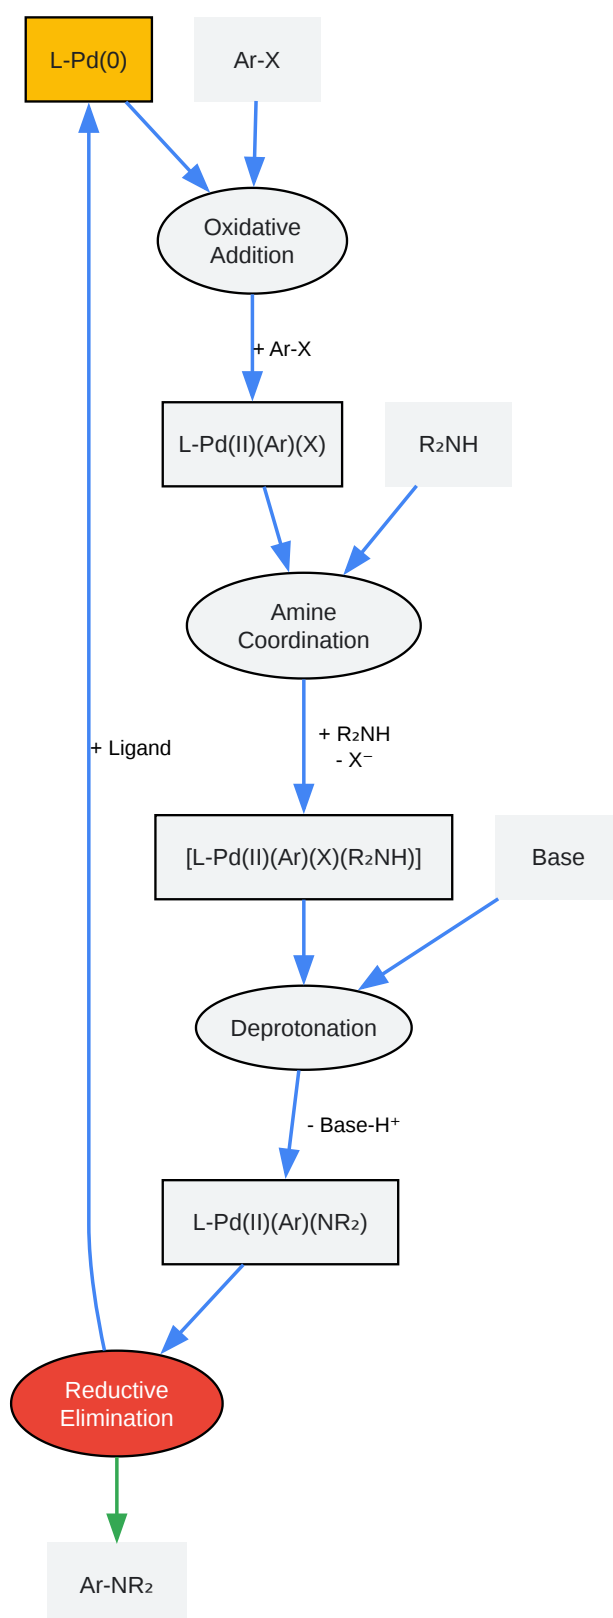 L-Pd(0)
Ar-X
Oxidative
Addition
+ Ar-X
L-Pd(II)(Ar)(X)
R₂NH
Amine
Coordination
+ Ligand
+ R₂NH
- X⁻
[L-Pd(II)(Ar)(X)(R₂NH)]
Base
Deprotonation
- Base-H⁺
L-Pd(II)(Ar)(NR₂)
Reductive
Elimination
Ar-NR₂